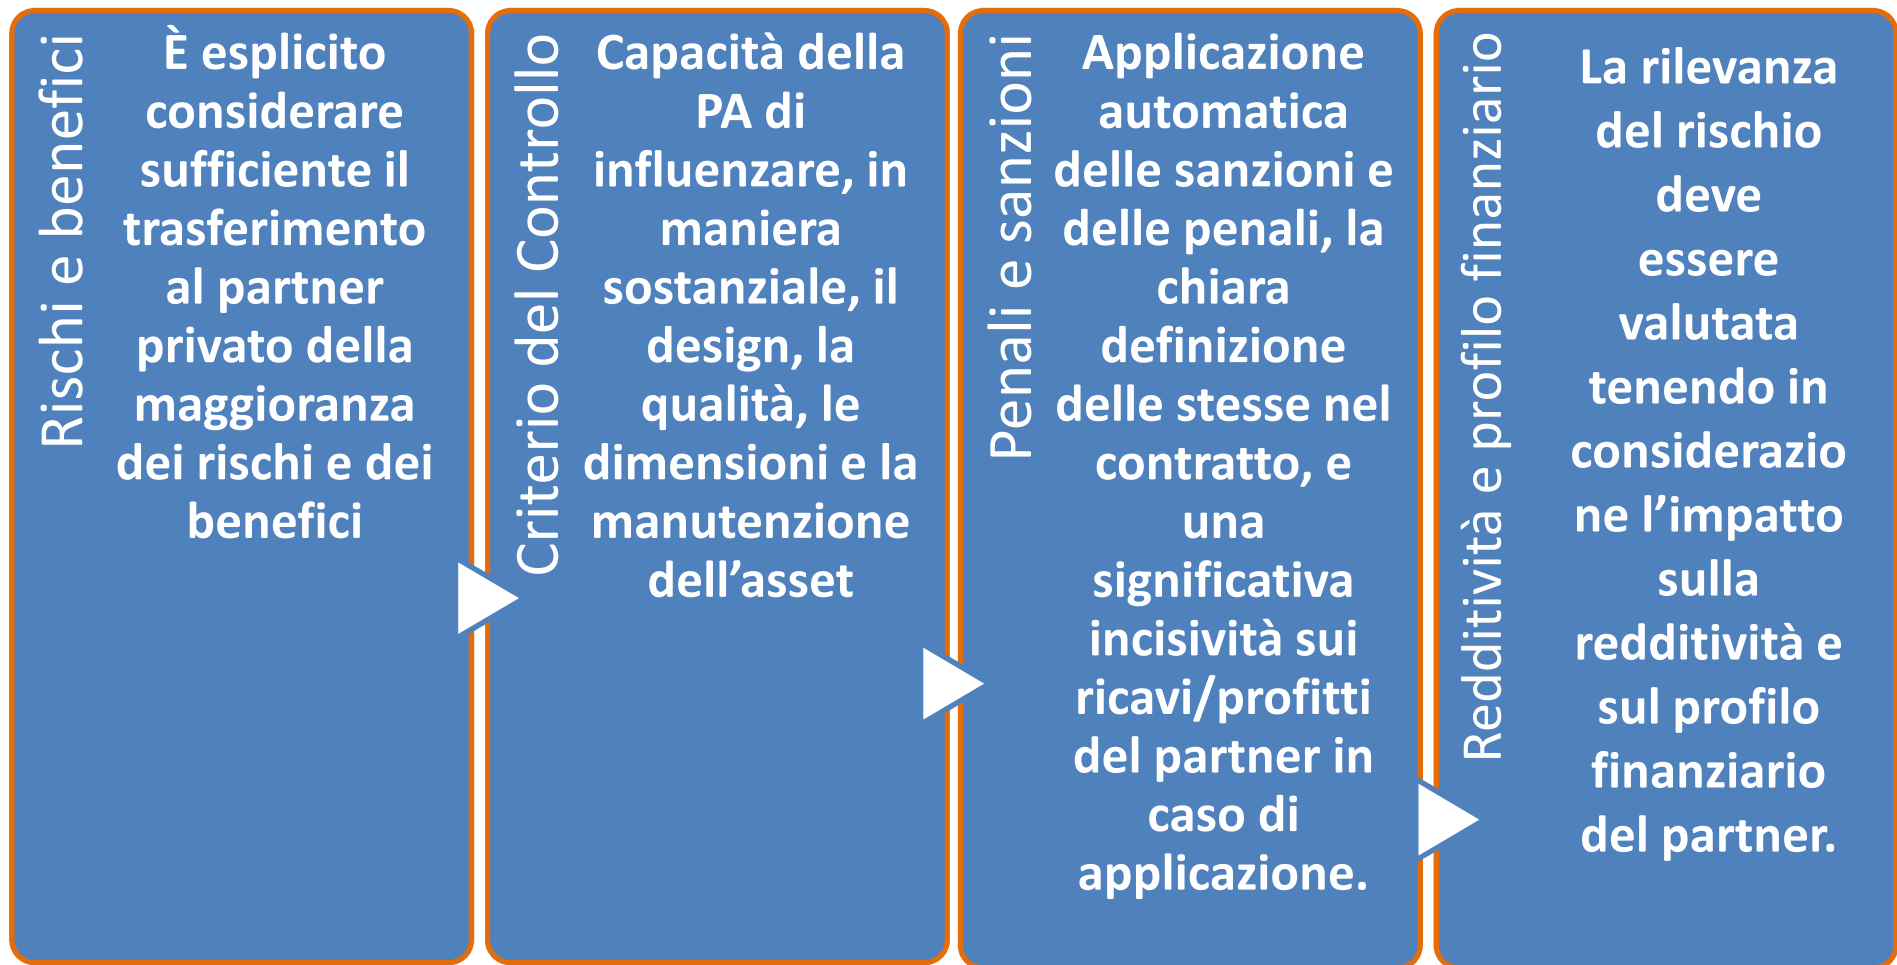 Rischi e benefici
È esplicito
considerare
sufficiente il
trasferimento
al partner
privato della
maggioranza
dei rischi e dei
benefici
Criterio del Controllo
Capacità della
PA di
influenzare, in
maniera
sostanziale, il
design, la
qualità, le
dimensioni e la
manutenzione
dell’asset
Penali e sanzioni
Applicazione
automatica
delle sanzioni e
delle penali, la
chiara
definizione
delle stesse nel
contratto, e
una
significativa
incisività sui
ricavi/profitti
del partner in
caso di
applicazione.
Redditività e profilo finanziario
La rilevanza
del rischio
deve
essere
valutata
tenendo in
considerazio
ne l’impatto
sulla
redditività e
sul profilo
finanziario
del partner.